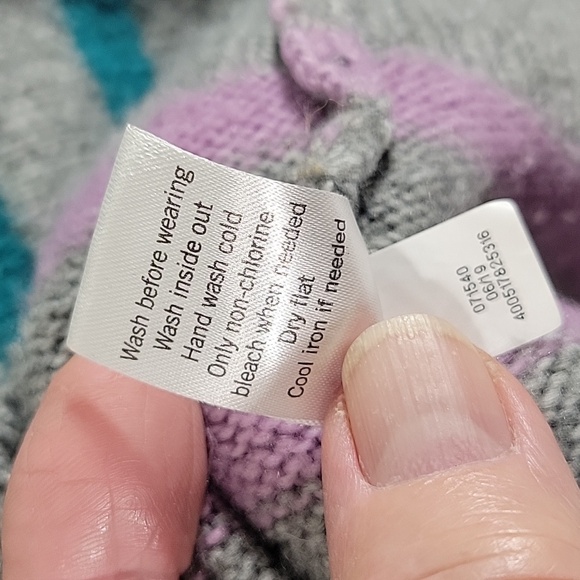 Wash before wearing
Wash inside out
Hand wash cold
Only non-chlorine
bleach when needed
Dry flat
Cool iron if needed
071540
06/19
400517825316